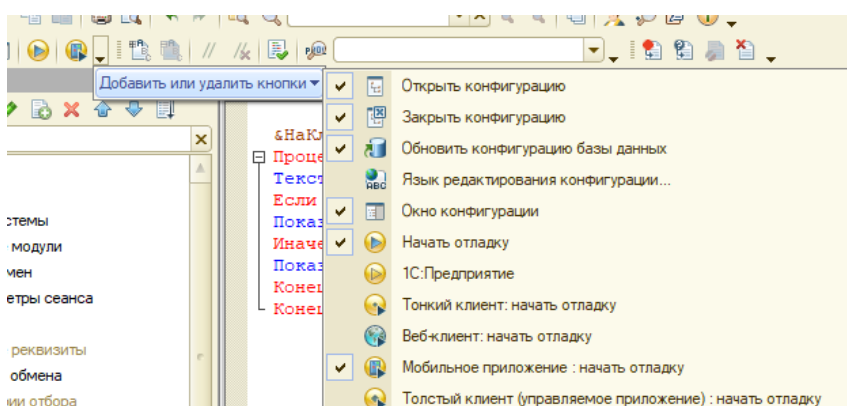 Добавить или удалить кнопки
Открыть конфигурацию
Закрыть конфигурацию
Обновить конфигурацию базы данных
Язык редактирования конфигурации...
Окно конфигурации
Начать отладку
1С:Предприятие
Тонкий клиент: начать отладку
Веб-клиент: начать отладку
Мобильное приложение : начать отладку
Толстый клиент (управляемое приложение) : начать отладку
&НаКл
Проце
Текст
Если
Показ
Иначе
Показ
Конец
Конец
стемы
модули
мен
етры сеанса
реквизиты
обмена
ии отбора